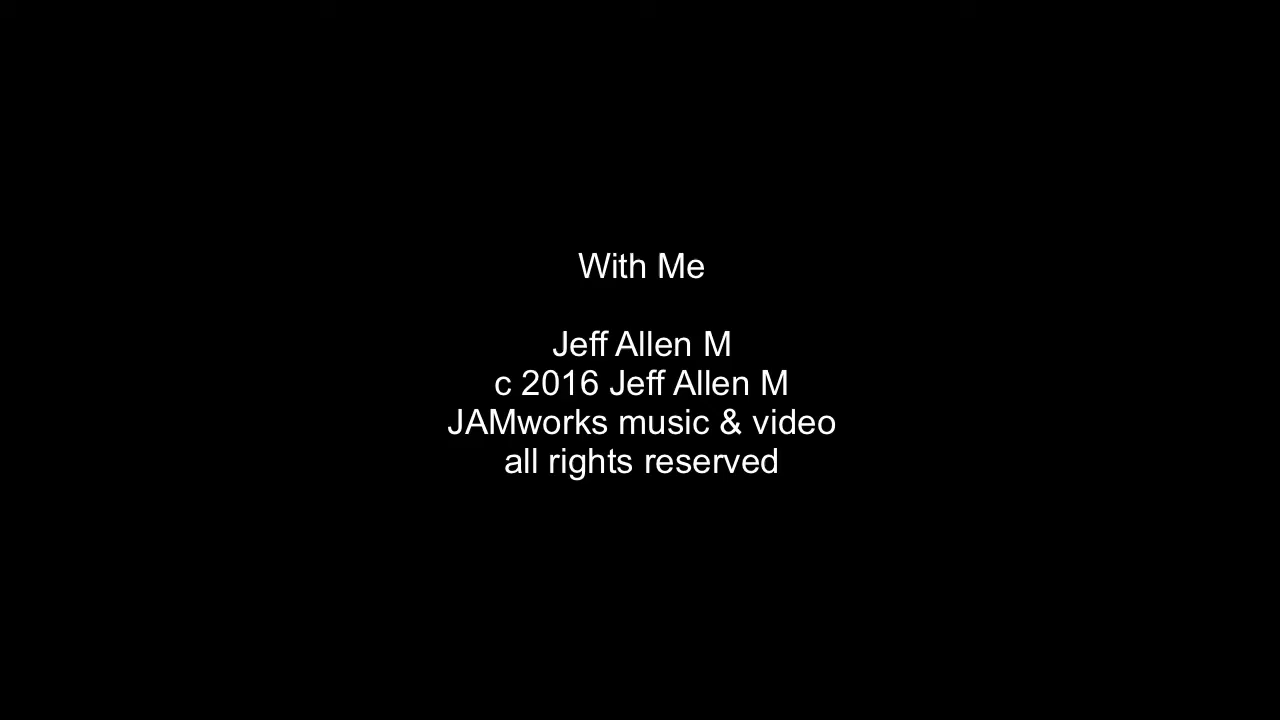 With Me
Jeff Allen M
c 2016 Jeff Allen M
JAMworks music & video
all rights reserved